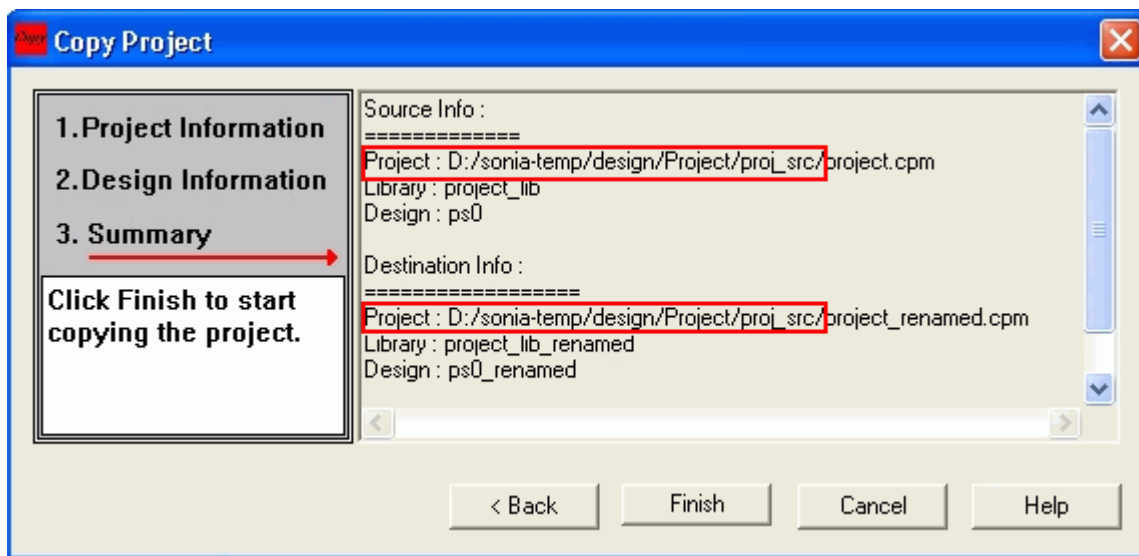 Copy Project
1.Project Information
2.Design Information
3. Summary
Click Finish to start
copying the project.
Source Info :
=============
Project : D:/sonia-temp/design/Project/proj_src/project.cpm
Library : project_lib
Design : ps0
Destination Info :
==================
Project : D:/sonia-temp/design/Project/proj_src/project_renamed.cpm
Library : project_lib_renamed
Design : ps0_renamed
< Back
Finish
Cancel
Help